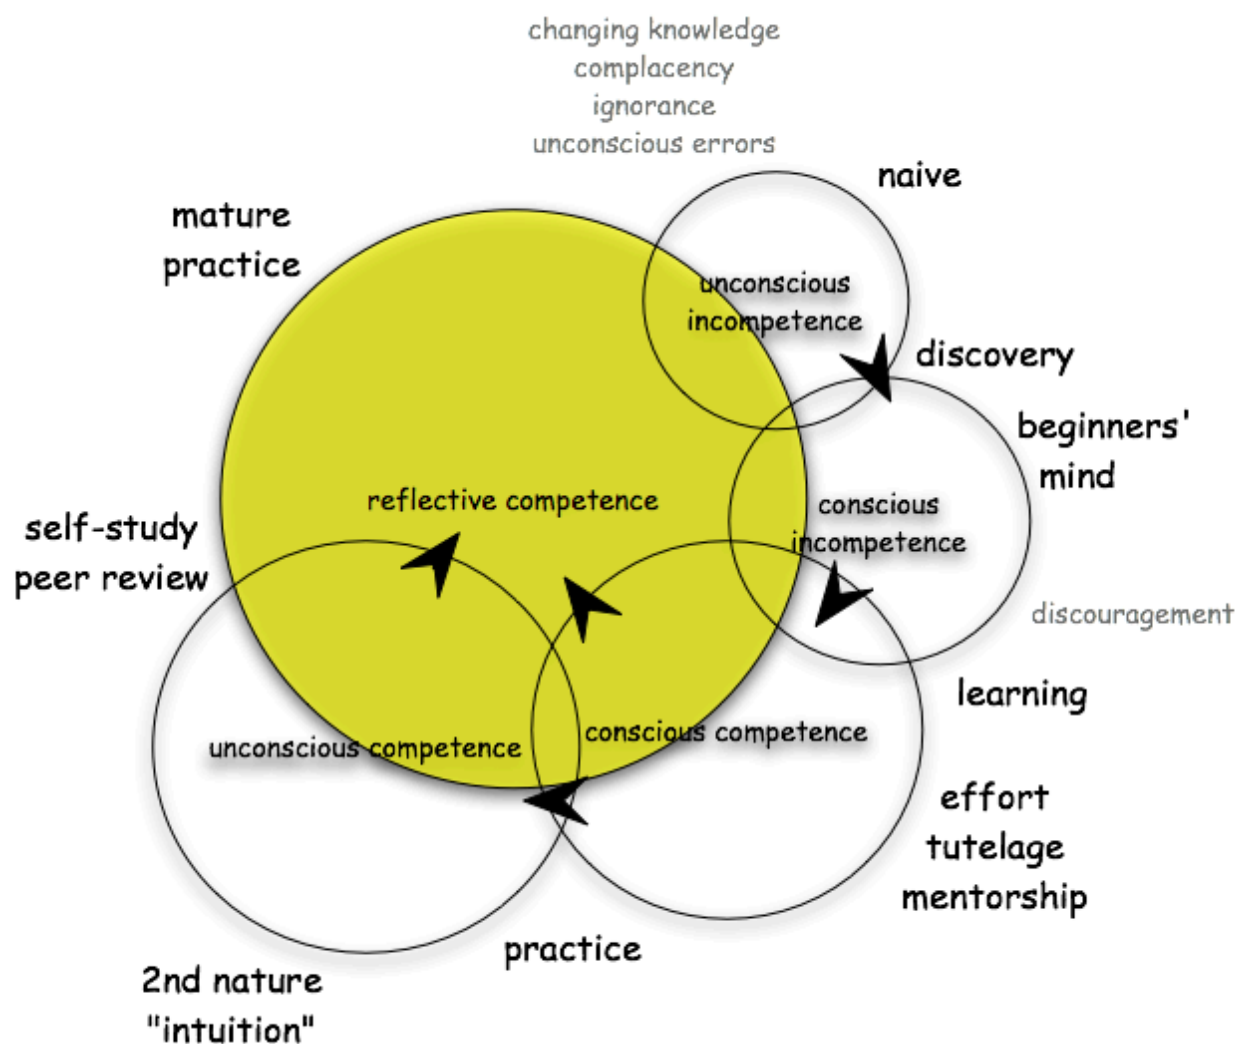 changing knowledge
complacency
ignorance
unconscious errors
naive
mature
practice
unconscious
incompetence
discovery
beginners'
mind
reflective competence
conscious
incompetence
self-study
peer review
discouragement
learning
unconscious competence
conscious competence
effort
tutelage
mentorship
practice
2nd nature
"intuition"